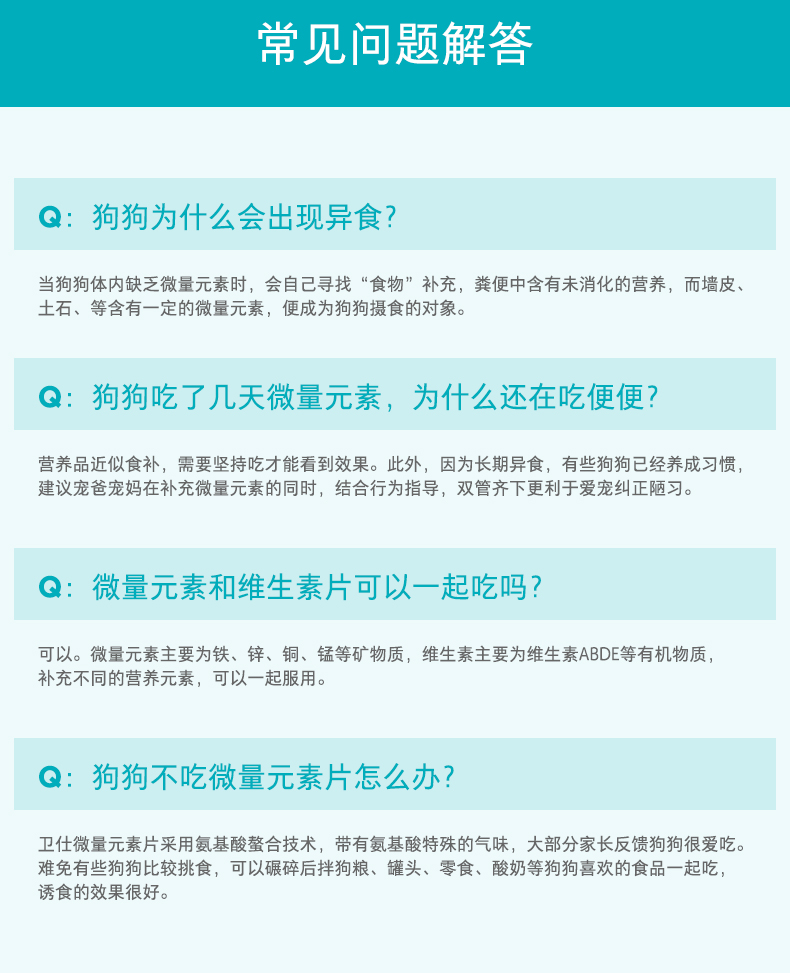 常见问题解答
Q：狗狗为什么会出现异食?
当狗狗体内缺乏微量元素时，会自己寻找“食物”补充，粪便中含有未消化的营养，而墙皮、
土石、等含有一定的微量元素，便成为狗狗摄食的对象。
Q：狗狗吃了几天微量元素，为什么还在吃便便?
营养品近似食补，需要坚持吃才能看到效果。此外，因为长期异食，有些狗狗已经养成习惯，
建议宠爸宠妈在补充微量元素的同时，结合行为指导，双管齐下更利于爱宠纠正陋习。
Q：微量元素和维生素片可以一起吃吗?
可以。微量元素主要为铁、锌、铜、锰等矿物质，维生素主要为维生素ABDE等有机物质，
补充不同的营养元素，可以一起服用。
Q：狗狗不吃微量元素片怎么办?
卫仕微量元素片采用氨基酸螯合技术，带有氨基酸特殊的气味，大部分家长反馈狗狗很爱吃。
难免有些狗狗比较挑食，可以碾碎后拌狗粮、罐头、零食、酸奶等狗狗喜欢的食品一起吃，
诱食的效果很好。